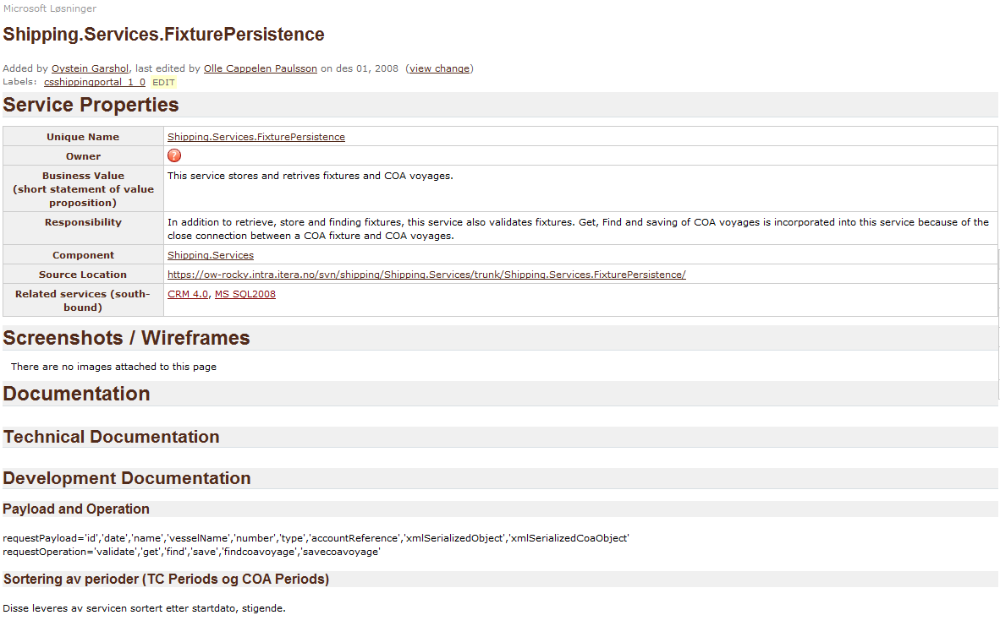 Microsoft Løsninger
Shipping.Services.FixturePersistence
Added by Oystein Garshol, last edited by Olle Cappelen Paulsson on des 01, 2008 (view change)
Labels: csshippingportal_1_0 EDIT
Service Properties
Unique Name Shipping.Services.FixturePersistence
Owner ?
Business Value This service stores and retrives fixtures and COA voyages.
(short statement of value
proposition)
Responsibility In addition to retrieve, store and finding fixtures, this service also validates fixtures. Get, Find and saving of COA voyages is incorporated into this service because of the
close connection between a COA fixture and COA voyages.
Component Shipping.Services
Source Location https://ow-rocky.intra.itera.no/svn/shipping/Shipping.Services/trunk/Shipping.Services.FixturePersistence/
Related services (south- CRM 4.0, MS SQL2008
bound)
Screenshots / Wireframes
There are no images attached to this page
Documentation
Technical Documentation
Development Documentation
Payload and Operation
requestPayload='id','date','name','vesselName','number','type','accountReference','xmlSerializedObject','xmlSerializedCoaObject'
requestOperation='validate','get','find','save','findcoavoyage','savecoavoyage'
Sortering av perioder (TC Periods og COA Periods)
Disse leveres av servicen sortert etter startdato, stigende.